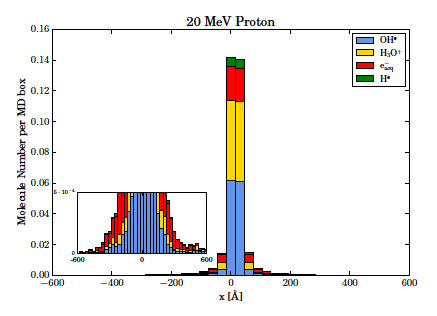 20 MeV Proton
Molecule Number per MD box
0.16
0.14
0.12
0.10
0.08
0.06
0.04
0.02
0.00
−600
−400
−200
0
200
400
600
x [Å]
OH•
H₃O⁺
e⁻aq
H•
5 · 10⁻⁴
0
-600
0
600